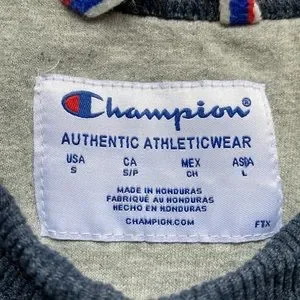 Champion
AUTHENTIC ATHLETICWEAR
USA CA MEX ASIA
S S/P CH L
MADE IN HONDURAS
FABRIQUÉ AU HONDURAS
HECHO EN HONDURAS
CHAMPION.COM
FTX